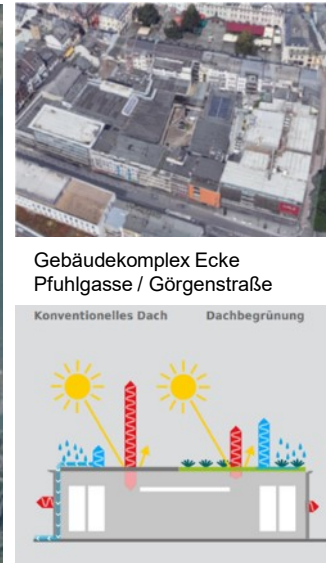 Gebäudekomplex Ecke
Pfuhlgasse / Görgenstraße
Konventionelles Dach Dachbegrünung